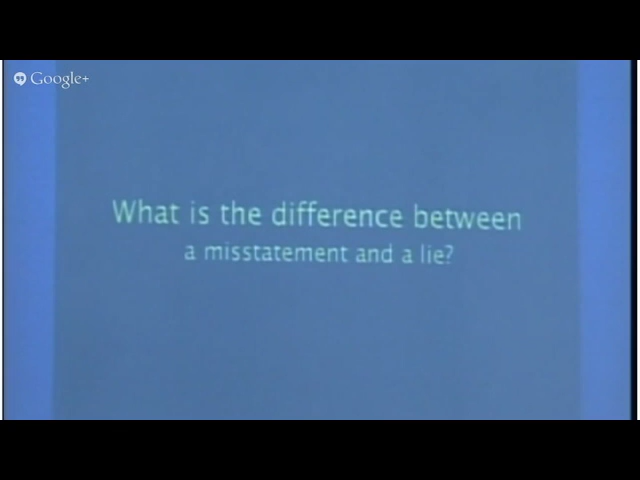 Google+
What is the difference between
a misstatement and a lie?